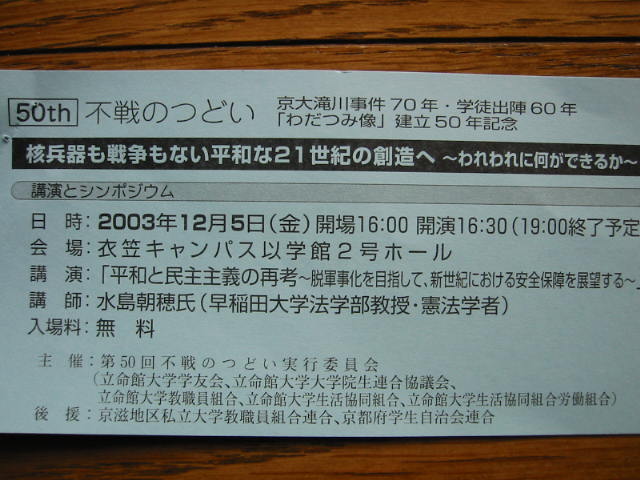 50th 不戦のつどい 京大滝川事件70年・学徒出陣60年
「わだつみ像」建立50年記念
核兵器も戦争もない平和な21世紀の創造へ ～われわれに何ができるか～
講演とシンポジウム
日 時：2003年12月5日(金) 開場16:00 開演16:30(19:00終了予定
会 場：衣笠キャンパス以学館2号ホール
講 演：「平和と民主主義の再考～脱軍事化を目指して、新世紀における安全保障を展望する～」
講 師：水島朝穂氏(早稲田大学法学部教授・憲法学者)
入場料：無 料
主 催：第50回不戦のつどい実行委員会
(立命館大学学友会、立命館大学大学院生連合協議会、
立命館大学教職員組合、立命館大学生活協同組合、立命館大学生活協同組合労働組合)
後 援：京滋地区私立大学教職員組合連合、京都府学生自治会連合